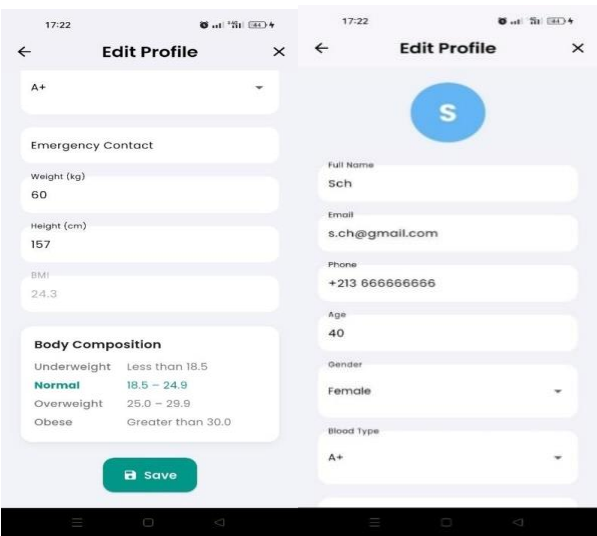 17:22
Edit Profile
A+
Emergency Contact
Weight (kg)
60
Height (cm)
157
BMI
24.3
Body Composition
Underweight Less than 18.5
Normal 18.5 – 24.9
Overweight 25.0 – 29.9
Obese Greater than 30.0
Save
17:22
Edit Profile
S
Full Name
Sch
Email
s.ch@gmail.com
Phone
+213 666666666
Age
40
Gender
Female
Blood Type
A+